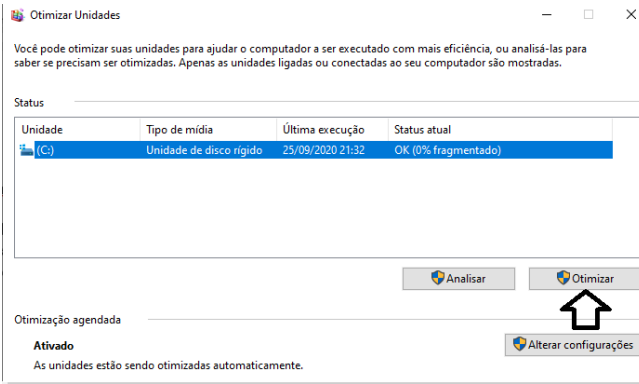 Otimizar Unidades
Você pode otimizar suas unidades para ajudar o computador a ser executado com mais eficiência, ou analisá-las para
saber se precisam ser otimizadas. Apenas as unidades ligadas ou conectadas ao seu computador são mostradas.
Status
Unidade Tipo de mídia Última execução Status atual
(C:) Unidade de disco rígido 25/09/2020 21:32 OK (0% fragmentado)
Analisar Otimizar
Otimização agendada
Ativado Alterar configurações
As unidades estão sendo otimizadas automaticamente.